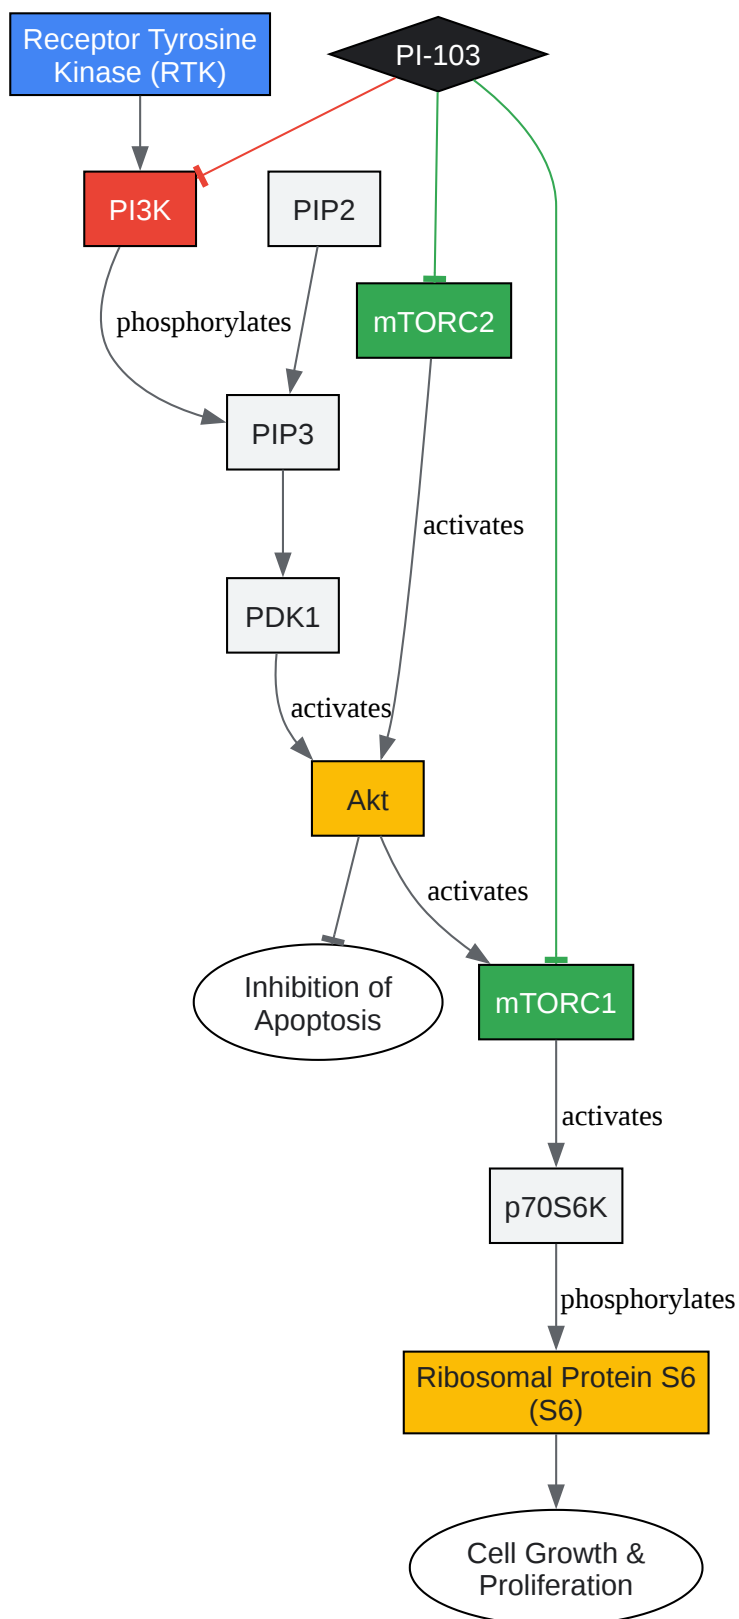 Receptor Tyrosine
Kinase (RTK)
PI-103
PI3K
PIP2
phosphorylates
mTORC2
PIP3
activates
PDK1
activates
Akt
activates
Inhibition of
Apoptosis
mTORC1
activates
p70S6K
phosphorylates
Ribosomal Protein S6
(S6)
Cell Growth &
Proliferation